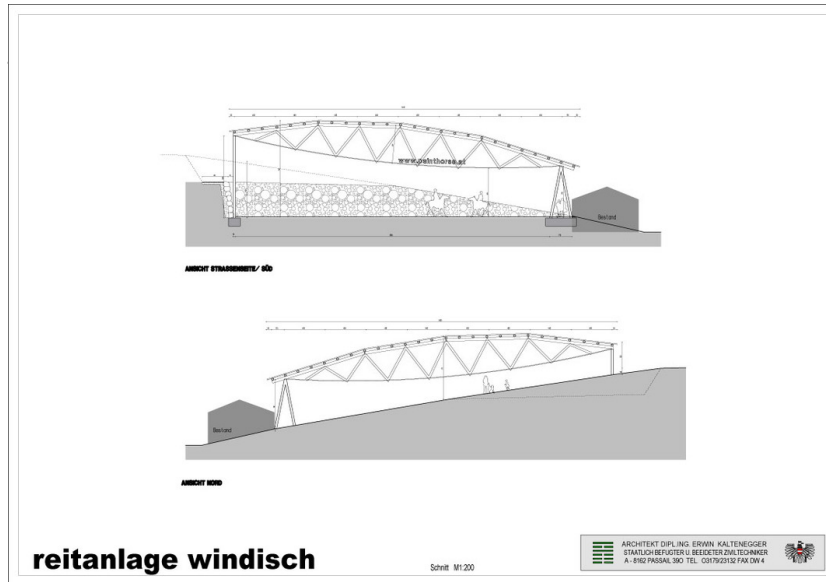 www.painthorse.at
Bestand
ANSICHT STRASSENSEITE/ SÜD
Bestand
ANSICHT NORD
reitanlage windisch
Schnitt M1:200
ARCHITEKT DIPL.ING. ERWIN KALTENEGGER
STAATLICH BEFUGTER U. BEEIDETER ZIVILTECHNIKER
A - 8162 PASSAIL 390 TEL. 03179/23132 FAX DW 4